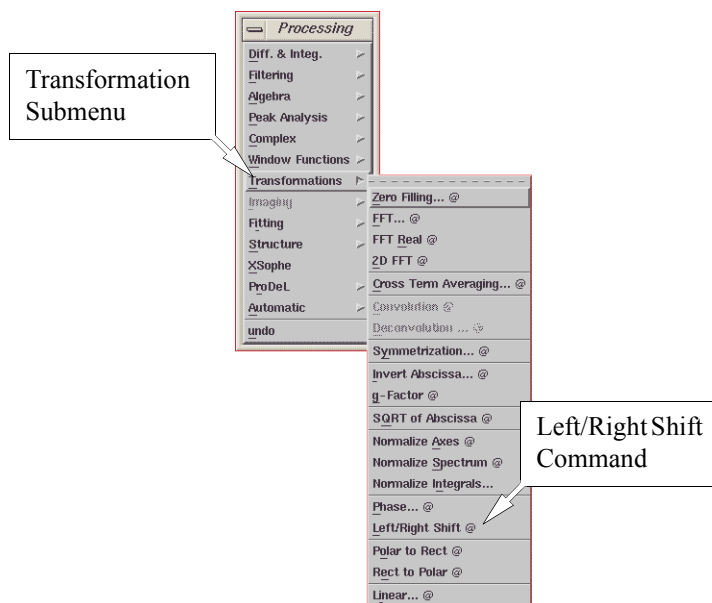 Processing
Diff. & Integ.
Filtering
Algebra
Peak Analysis
Complex
Window Functions
Transformations
Imaging
Fitting
Structure
XSophe
ProDeL
Automatic
undo
Transformation
Submenu
Zero Filling... @
FFT... @
FFT Real @
2D FFT @
Cross Term Averaging... @
Convolution @
Deconvolution ... @
Symmetrization... @
Invert Abscissa... @
g-Factor @
SQRT of Abscissa @
Normalize Axes @
Normalize Spectrum @
Normalize Integrals...
Phase... @
Left/Right Shift @
Polar to Rect @
Rect to Polar @
Linear... @
Left/Right Shift
Command